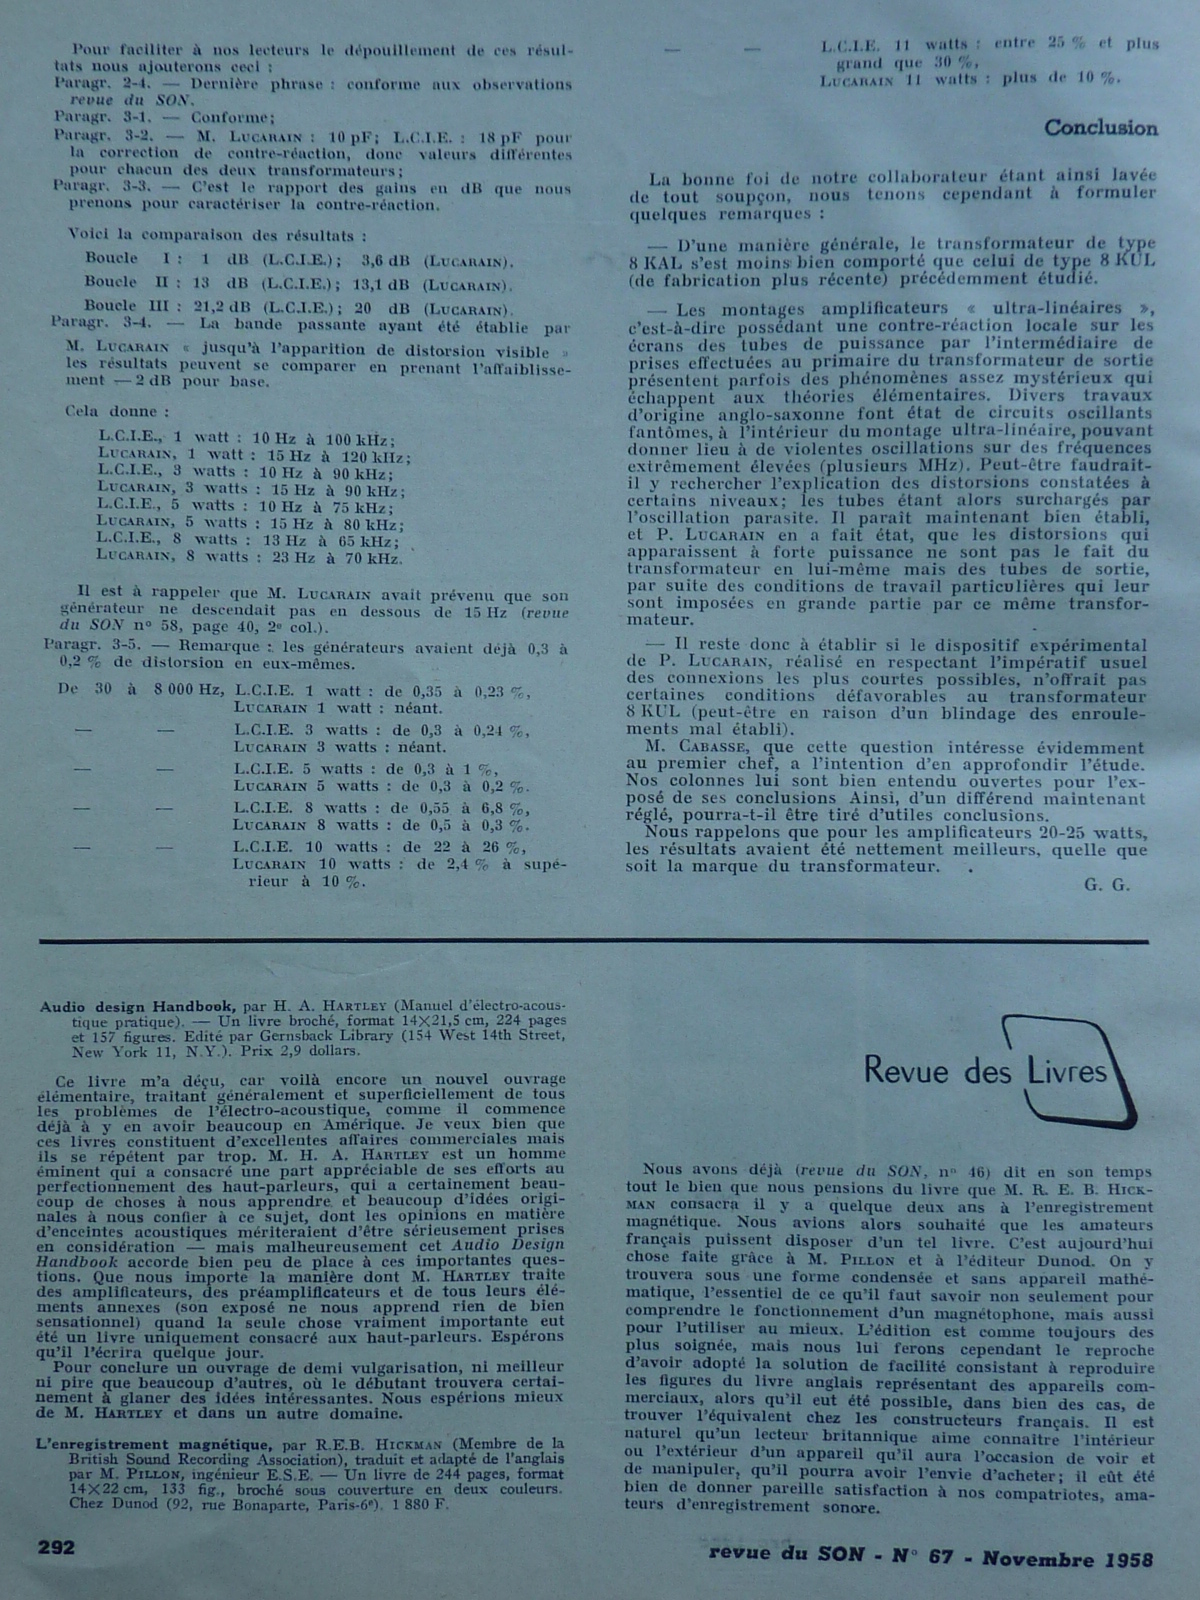 Pour faciliter à nos lecteurs le dépouillement de ces résul-
tats nous ajouterons ceci :
Paragr. 2-4. — Dernière phrase : conforme aux observations
revue du SON.
Paragr. 3-1. — Conforme;
Paragr. 3-2. — M. LUCARAIN : 10 pF; L.C.I.E. : 18 pF pour
la correction de contre-réaction, donc valeurs différentes
pour chacun des deux transformateurs;
Paragr. 3-3. — C'est le rapport des gains en dB que nous
prenons pour caractériser la contre-réaction.
Voici la comparaison des résultats :
Boucle I : 1 dB (L.C.I.E.); 3,6 dB (LUCARAIN).
Boucle II : 13 dB (L.C.I.E.); 13,1 dB (LUCARAIN).
Boucle III : 21,2 dB (L.C.I.E.); 20 dB (LUCARAIN).
Paragr. 3-4. — La bande passante ayant été établie par
M. LUCARAIN « jusqu'à l'apparition de distorsion visible »
les résultats peuvent se comparer en prenant l'affaiblisse-
ment — 2 dB pour base.
Cela donne :
L.C.I.E., 1 watt : 10 Hz à 100 kHz;
LUCARAIN, 1 watt : 15 Hz à 120 kHz;
L.C.I.E., 3 watts : 10 Hz à 90 kHz;
LUCARAIN, 3 watts : 15 Hz à 90 kHz;
L.C.I.E., 5 watts : 10 Hz à 75 kHz;
LUCARAIN, 5 watts : 15 Hz à 80 kHz;
L.C.I.E., 8 watts : 13 Hz à 65 kHz;
LUCARAIN, 8 watts : 23 Hz à 70 kHz.
Il est à rappeler que M. LUCARAIN avait prévenu que son
générateur ne descendait pas en dessous de 15 Hz (revue
du SON n° 58, page 40, 2e col.).
Paragr. 3-5. — Remarque : les générateurs avaient déjà 0,3 à
0,2 % de distorsion en eux-mêmes.
De 30 à 8 000 Hz, L.C.I.E. 1 watt : de 0,35 à 0,23 %,
LUCARAIN 1 watt : néant.
— — L.C.I.E. 3 watts : de 0,3 à 0,24 %,
LUCARAIN 3 watts : néant.
— — L.C.I.E. 5 watts : de 0,3 à 1 %,
LUCARAIN 5 watts : de 0,3 à 0,2 %.
— — L.C.I.E. 8 watts : de 0,55 à 6,8 %,
LUCARAIN 8 watts : de 0,5 à 0,3 %.
— — L.C.I.E. 10 watts : de 22 à 26 %,
LUCARAIN 10 watts : de 2,4 % à supé-
rieur à 10 %.
— — L.C.I.E. 11 watts : entre 25 % et plus
grand que 30 %,
LUCARAIN 11 watts : plus de 10 %.
Conclusion
La bonne foi de notre collaborateur étant ainsi lavée
de tout soupçon, nous tenons cependant à formuler
quelques remarques :
— D'une manière générale, le transformateur de type
8 KAL s'est moins bien comporté que celui de type 8 KUL
(de fabrication plus récente) précédemment étudié.
— Les montages amplificateurs « ultra-linéaires »,
c'est-à-dire possédant une contre-réaction locale sur les
écrans des tubes de puissance par l'intermédiaire de
prises effectuées au primaire du transformateur de sortie
présentent parfois des phénomènes assez mystérieux qui
échappent aux théories élémentaires. Divers travaux
d'origine anglo-saxonne font état de circuits oscillants
fantômes, à l'intérieur du montage ultra-linéaire, pouvant
donner lieu à de violentes oscillations sur des fréquences
extrêmement élevées (plusieurs MHz). Peut-être faudrait-
il y rechercher l'explication des distorsions constatées à
certains niveaux; les tubes étant alors surchargés par
l'oscillation parasite. Il paraît maintenant bien établi,
et P. LUCARAIN en a fait état, que les distorsions qui
apparaissent à forte puissance ne sont pas le fait du
transformateur en lui-même mais des tubes de sortie,
par suite des conditions de travail particulières qui leur
sont imposées en grande partie par ce même transfor-
mateur.
— Il reste donc à établir si le dispositif expérimental
de P. LUCARAIN, réalisé en respectant l'impératif usuel
des connexions les plus courtes possibles, n'offrait pas
certaines conditions défavorables au transformateur
8 KUL (peut-être en raison d'un blindage des enroule-
ments mal établi).
M. CABASSE, que cette question intéresse évidemment
au premier chef, a l'intention d'en approfondir l'étude.
Nos colonnes lui sont bien entendu ouvertes pour l'ex-
posé de ses conclusions Ainsi, d'un différend maintenant
réglé, pourra-t-il être tiré d'utiles conclusions.
Nous rappelons que pour les amplificateurs 20-25 watts,
les résultats avaient été nettement meilleurs, quelle que
soit la marque du transformateur.
G. G.
Audio design Handbook, par H. A. HARTLEY (Manuel d'électro-acous-
tique pratique). — Un livre broché, format 14×21,5 cm, 224 pages
et 157 figures. Edité par Gernsback Library (154 West 14th Street,
New York 11, N.Y.). Prix 2,9 dollars.
Ce livre m'a déçu, car voilà encore un nouvel ouvrage
élémentaire, traitant généralement et superficiellement de tous
les problèmes de l'électro-acoustique, comme il commence
déjà à y en avoir beaucoup en Amérique. Je veux bien que
ces livres constituent d'excellentes affaires commerciales mais
ils se répétent par trop. M. H. A. HARTLEY est un homme
éminent qui a consacré une part appréciable de ses efforts au
perfectionnement des haut-parleurs, qui a certainement beau-
coup de choses à nous apprendre et beaucoup d'idées origi-
nales à nous confier à ce sujet, dont les opinions en matière
d'enceintes acoustiques mériteraient d'être sérieusement prises
en considération — mais malheureusement cet Audio Design
Handbook accorde bien peu de place à ces importantes ques-
tions. Que nous importe la manière dont M. HARTLEY traite
des amplificateurs, des préamplificateurs et de tous leurs élé-
ments annexes (son exposé ne nous apprend rien de bien
sensationnel) quand la seule chose vraiment importante eut
été un livre uniquement consacré aux haut-parleurs. Espérons
qu'il l'écrira quelque jour.
Pour conclure un ouvrage de demi vulgarisation, ni meilleur
ni pire que beaucoup d'autres, où le débutant trouvera certai-
nement à glaner des idées intéressantes. Nous espérions mieux
de M. HARTLEY et dans un autre domaine.
L'enregistrement magnétique, par R.E.B. HICKMAN (Membre de la
British Sound Recording Association), traduit et adapté de l'anglais
par M. PILLON, ingénieur E.S.E. — Un livre de 244 pages, format
14×22 cm, 133 fig., broché sous couverture en deux couleurs.
Chez Dunod (92, rue Bonaparte, Paris-6e). 1 880 F.
Revue des Livres
Nous avons déjà (revue du SON, n° 46) dit en son temps
tout le bien que nous pensions du livre que M. R. E. B. HICK-
MAN consacra il y a quelque deux ans à l'enregistrement
magnétique. Nous avions alors souhaité que les amateurs
français puissent disposer d'un tel livre. C'est aujourd'hui
chose faite grâce à M. PILLON et à l'éditeur Dunod. On y
trouvera sous une forme condensée et sans appareil mathé-
matique, l'essentiel de ce qu'il faut savoir non seulement pour
comprendre le fonctionnement d'un magnétophone, mais aussi
pour l'utiliser au mieux. L'édition est comme toujours des
plus soignée, mais nous lui ferons cependant le reproche
d'avoir adopté la solution de facilité consistant à reproduire
les figures du livre anglais représentant des appareils com-
merciaux, alors qu'il eut été possible, dans bien des cas, de
trouver l'équivalent chez les constructeurs français. Il est
naturel qu'un lecteur britannique aime connaître l'intérieur
ou l'extérieur d'un appareil qu'il aura l'occasion de voir et
de manipuler, qu'il pourra avoir l'envie d'acheter; il eût été
bien de donner pareille satisfaction à nos compatriotes, ama-
teurs d'enregistrement sonore.
292
revue du SON - N° 67 - Novembre 1958